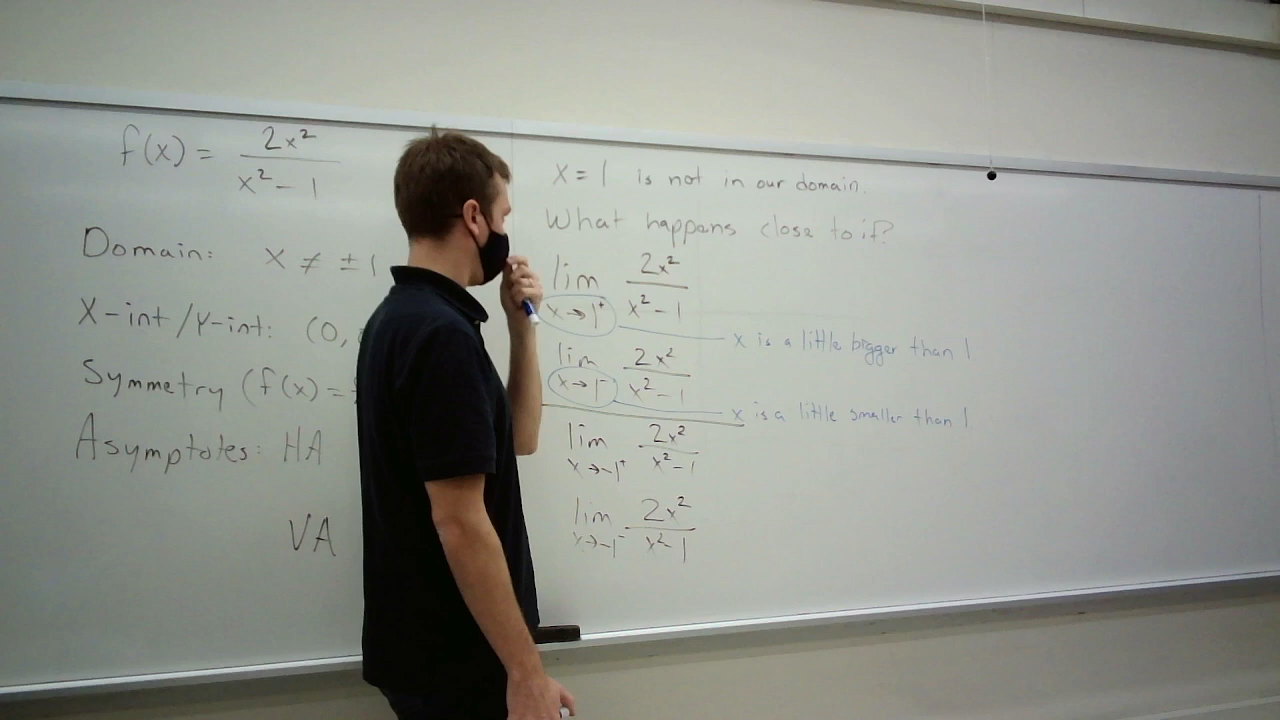 f(x) = 2x² / x² - 1
Domain: x ≠ ±1
X-int/Y-int: (0,
Symmetry (f(x) =
Asymptotes: HA
VA
x = 1 is not in our domain.
What happens close to it?
lim x→1⁺ 2x² / x² - 1
x is a little bigger than 1
lim x→1⁻ 2x² / x² - 1
x is a little smaller than 1
lim x→-1⁺ 2x² / x² - 1
lim x→-1⁻ 2x² / x² - 1